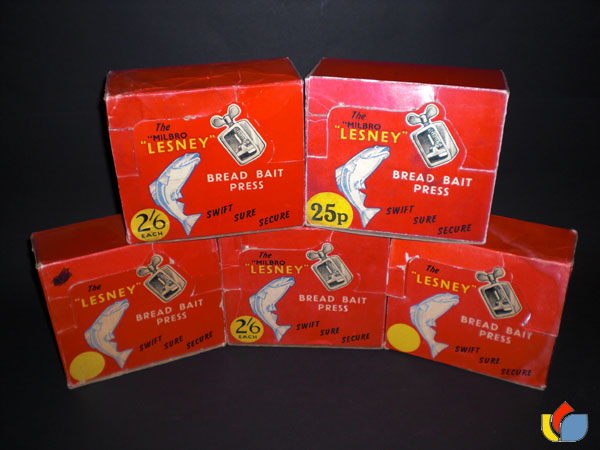 The
"MILBRO
"LESNEY"
BREAD BAIT
PRESS
2/6
EACH
SWIFT
SURE
SECURE
The
"MILBRO
"LESNEY"
BREAD BAIT
PRESS
25p
SWIFT
SURE
SECURE
The
"LESNEY"
BREAD BAIT
PRESS
SWIFT
SURE
SECURE
The
"MILBRO
"LESNEY"
BREAD BAIT
PRESS
2/6
EACH
SWIFT
SURE
SECURE
The
"LESNEY"
BREAD BAIT
PRESS
SWIFT
SURE
SECURE